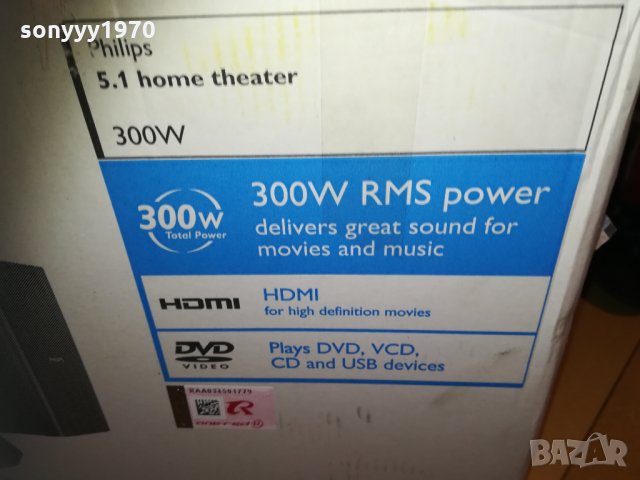 sonyyy1970
Philips
5.1 home theater
300W
300W
Total Power
300W RMS power
delivers great sound for
movies and music
HDMI
HDMI
for high definition movies
DVD
VIDEO
Plays DVD, VCD,
CD and USB devices
R
BAZAR